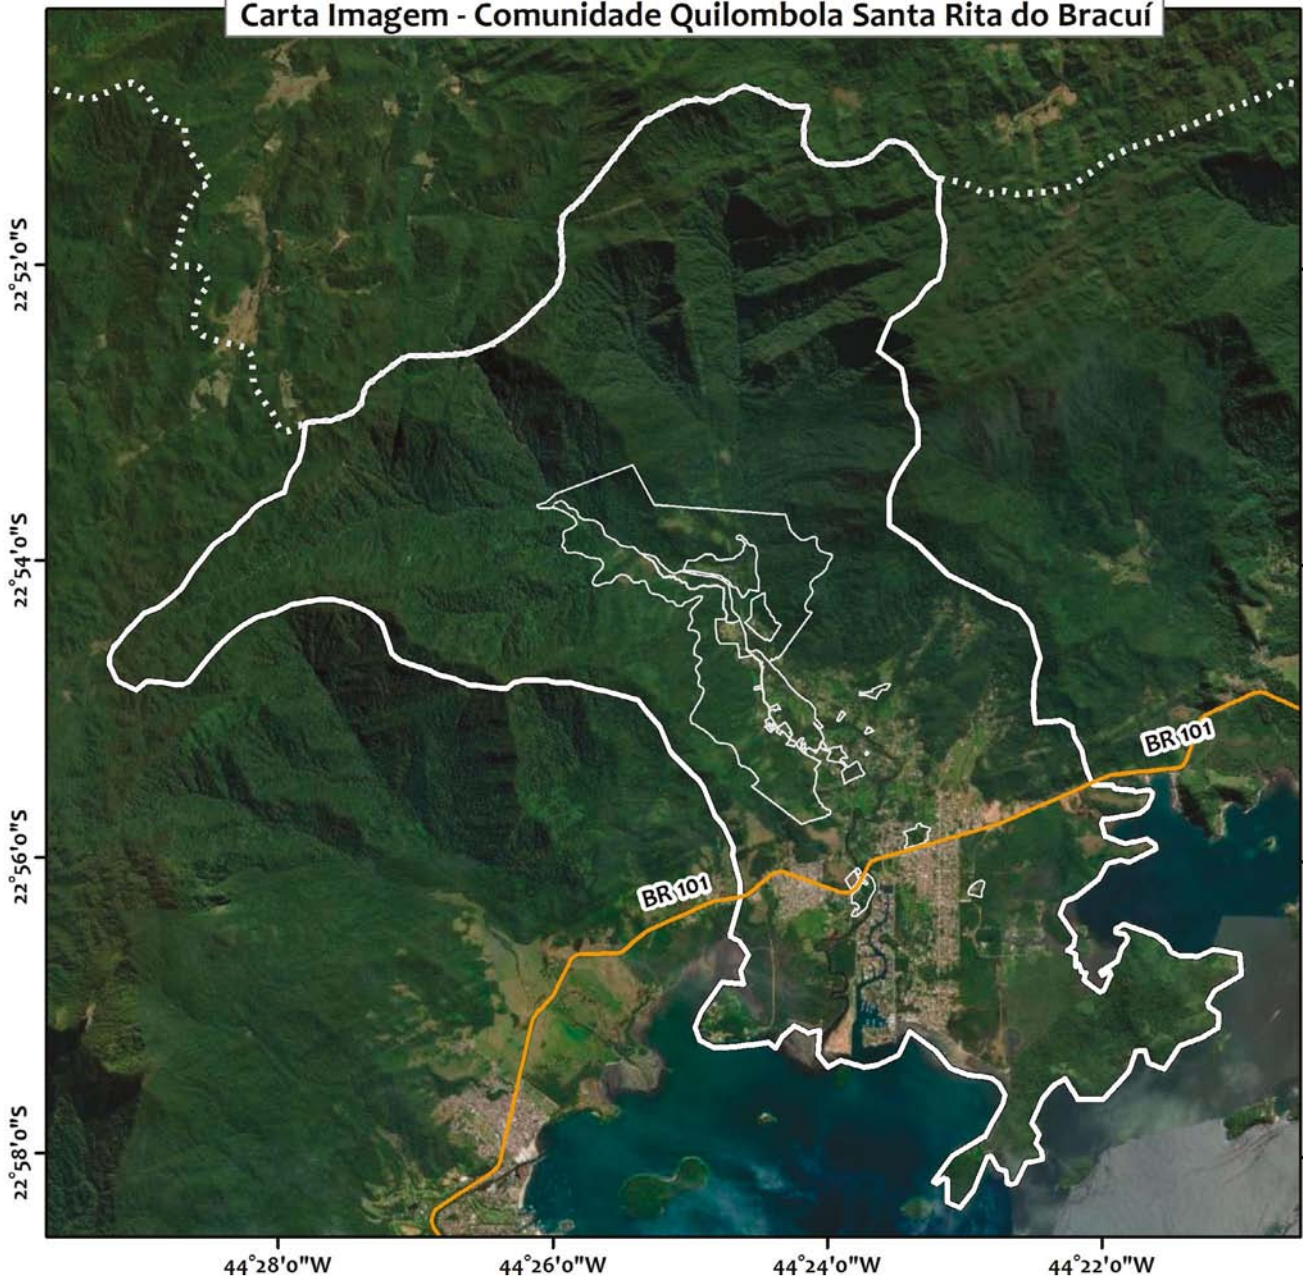 Carta Imagem - Comunidade Quilombola Santa Rita do Bracuí
22°52'0"S
22°54'0"S
BR 101
22°56'0"S
BR 101
22°58'0"S
44°28'0"W 44°26'0"W 44°24'0"W 44°22'0"W